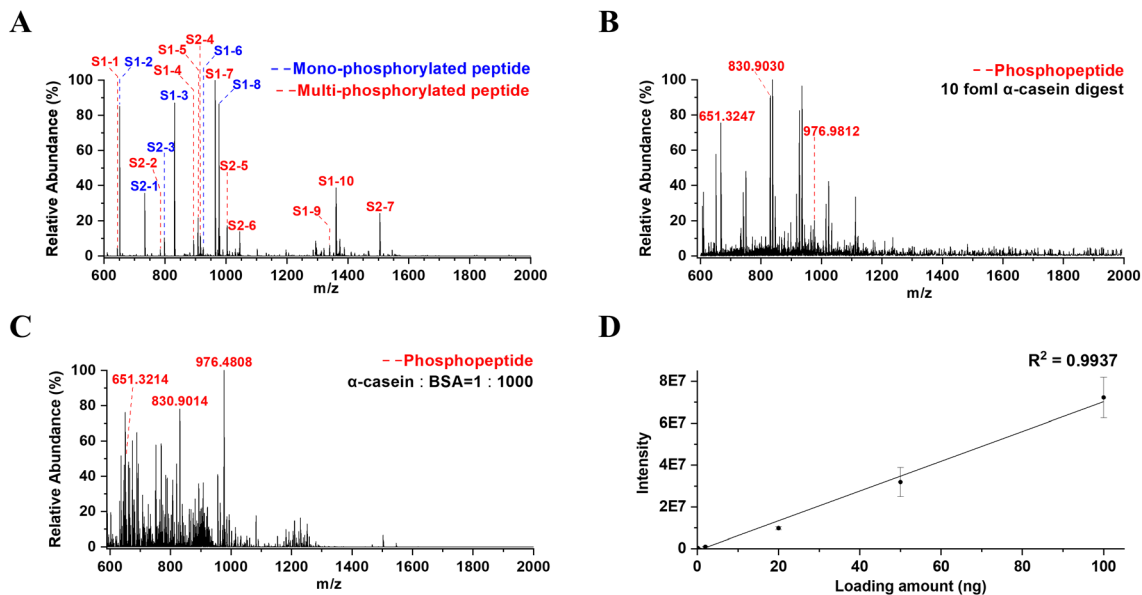 A
S2-4
S1-5
S1-6
S1-1
S1-2
S1-4
S1-7
--Mono-phosphorylated peptide
S1-8
--Multi-phosphorylated peptide
S1-3
S2-3
S2-2
S2-5
S2-1
S1-10
S1-9
S2-7
S2-6
Relative Abundance (%)
100
80
60
40
20
0
600 800 1000 1200 1400 1600 1800 2000
m/z
B
830.9030
--Phosphopeptide
10 foml α-casein digest
651.3247
976.9812
Relative Abundance (%)
100
80
60
40
20
0
600 800 1000 1200 1400 1600 1800 2000
m/z
C
976.4808
--Phosphopeptide
651.3214
α-casein : BSA=1 : 1000
830.9014
Relative Abundance (%)
100
80
60
40
20
0
600 800 1000 1200 1400 1600 1800 2000
m/z
D
R² = 0.9937
Intensity
8E7
6E7
4E7
2E7
0
0 20 40 60 80 100
Loading amount (ng)